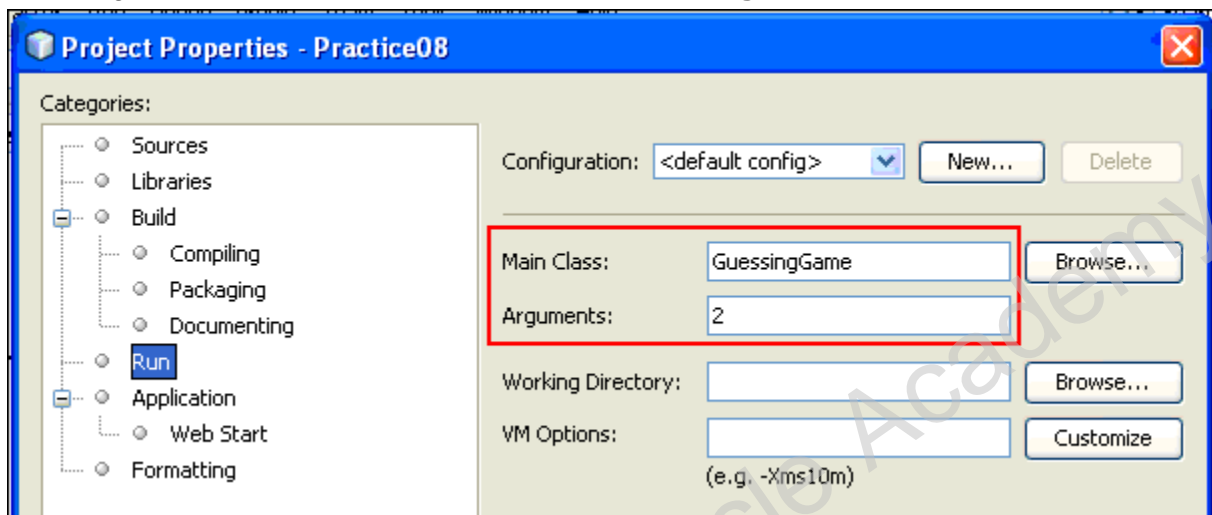 Project Properties - Practice08
Categories:
Sources
Libraries
Build
Compiling
Packaging
Documenting
Run
Application
Web Start
Formatting
Configuration: <default config> New... Delete
Main Class: GuessingGame Browse...
Arguments: 2
Working Directory: Browse...
VM Options: Customize
(e.g. -Xms10m)
Academy